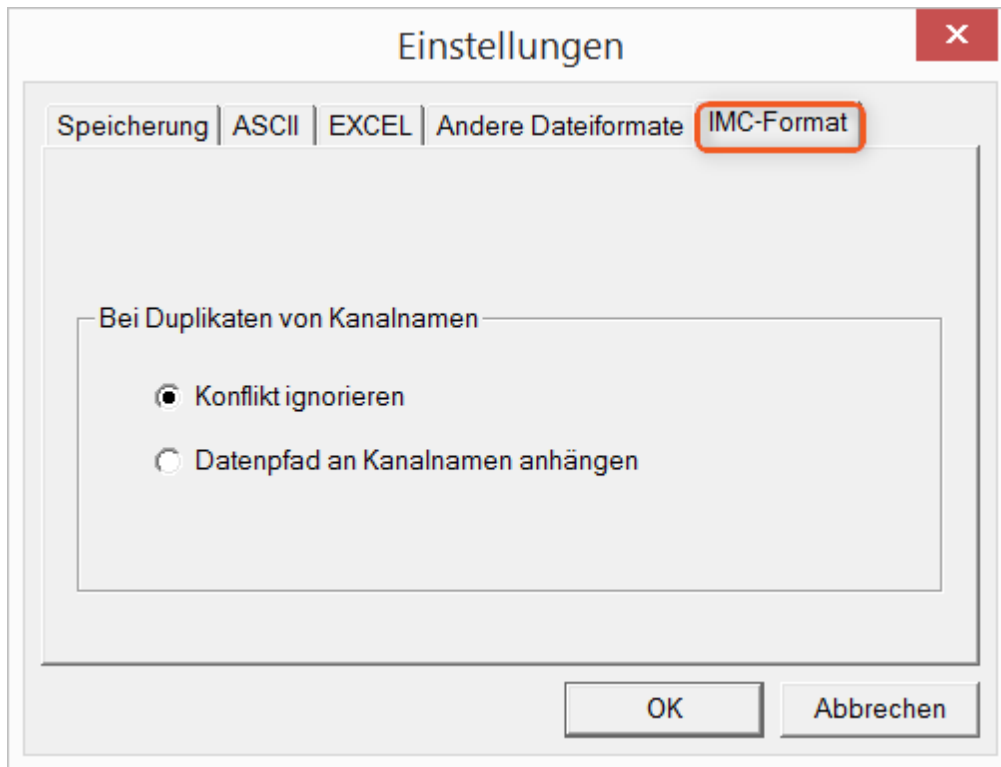 Einstellungen
Speicherung ASCII EXCEL Andere Dateiformate IMC-Format
Bei Duplikaten von Kanalnamen
Konflikt ignorieren
Datenpfad an Kanalnamen anhängen
OK Abbrechen